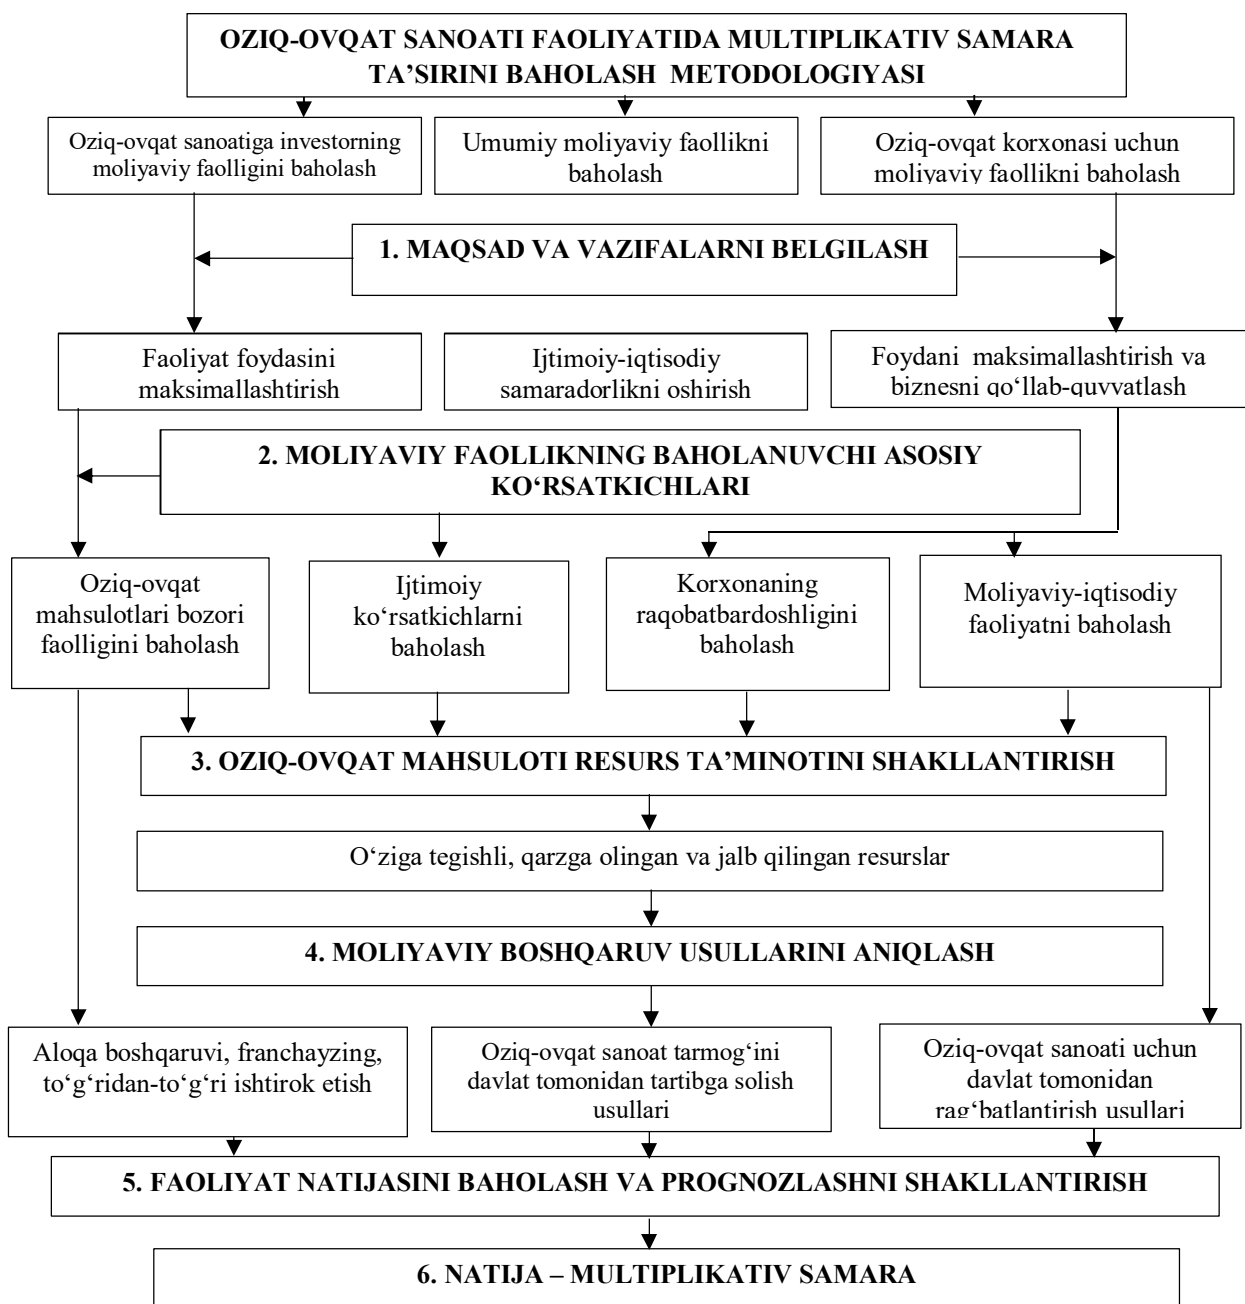 OZIQ-OVQAT SANOATI FAOLIYATIDA MULTIPLIKATIV SAMARA
TA’SIRINI BAHOLASH METODOLOGIYASI
Oziq-ovqat sanoatiga investorning
moliyaviy faolligini baholash
Umumiy moliyaviy faollikni
baholash
Oziq-ovqat korxonasi uchun
moliyaviy faollikni baholash
1. MAQSAD VA VAZIFALARNI BELGILASH
Faoliyat foydasini
maksimallashtirish
Ijtimoiy-iqtisodiy
samaradorlikni oshirish
Foydani maksimallashtirish va
biznesni qo‘llab-quvvatlash
2. MOLIYAVIY FAOLLIKNING BAHOLANUVCHI ASOSIY
KO‘RSATKICHLARI
Oziq-ovqat
mahsulotlari bozori
faolligini baholash
Ijtimoiy
ko‘rsatkichlarni
baholash
Korxonaning
raqobatbardoshligini
baholash
Moliyaviy-iqtisodiy
faoliyatni baholash
3. OZIQ-OVQAT MAHSULOTI RESURS TA’MINOTINI SHAKLLANTIRISH
O‘ziga tegishli, qarzga olingan va jalb qilingan resurslar
4. MOLIYAVIY BOSHQARUV USULLARINI ANIQLASH
Aloqa boshqaruvi, franchayzing,
to‘g‘ridan-to‘g‘ri ishtirok etish
Oziq-ovqat sanoat tarmog‘ini
davlat tomonidan tartibga solish
usullari
Oziq-ovqat sanoati uchun
davlat tomonidan
rag‘batlantirish usullari
5. FAOLIYAT NATIJASINI BAHOLASH VA PROGNOZLASHNI SHAKLLANTIRISH
6. NATIJA – MULTIPLIKATIV SAMARA